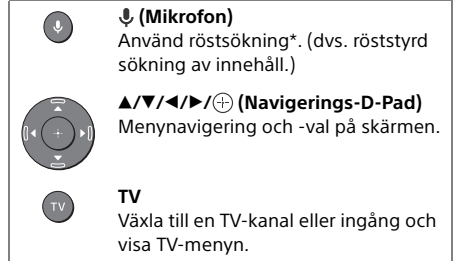 (Mikrofon)
Använd röstsökning*. (dvs. röststyrd
sökning av innehåll.)
▲/▼/◄/►/⊕ (Navigerings-D-Pad)
Menynavigering och -val på skärmen.
TV
TV
Växla till en TV-kanal eller ingång och
visa TV-menyn.